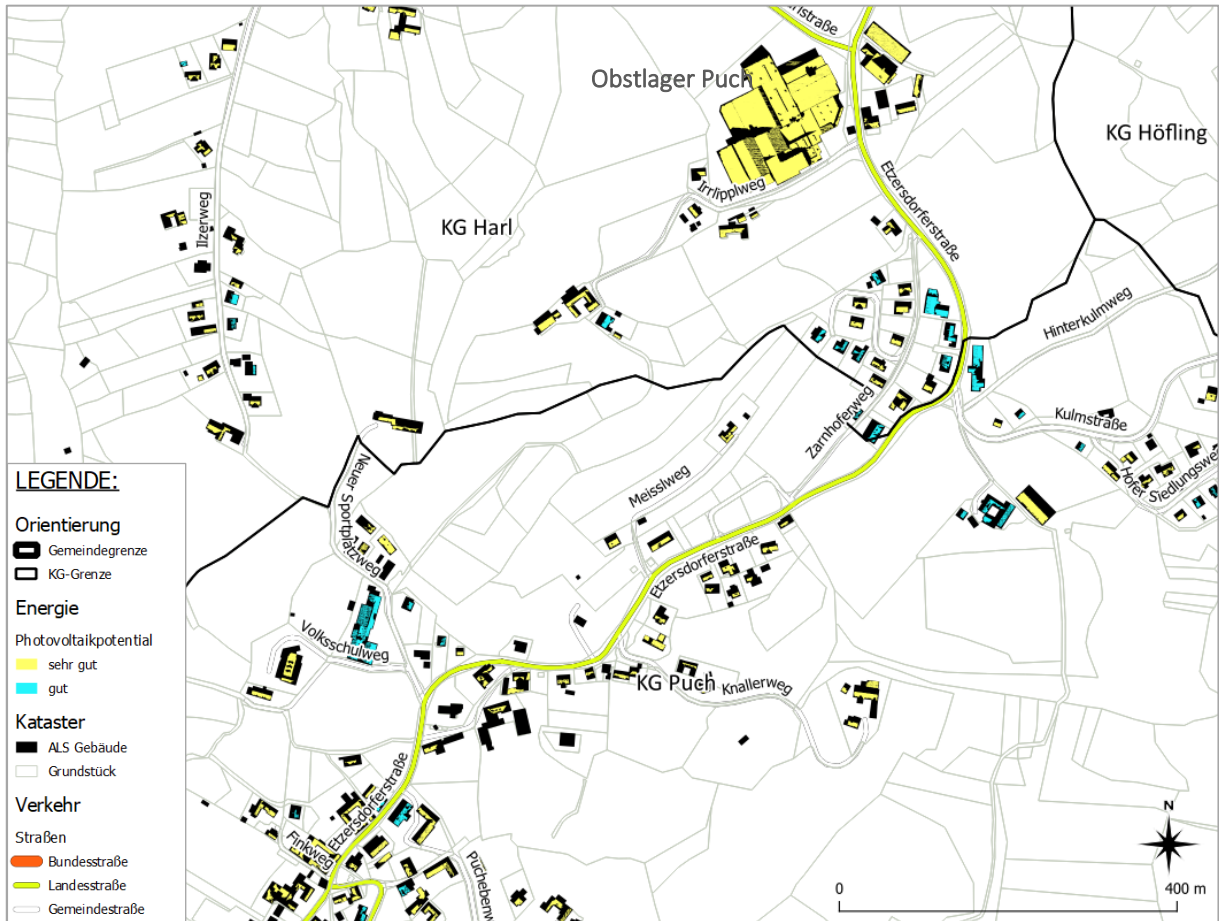 Obstlager Puch
KG Höfling
Etzersdorferstraße
Irrlipplweg
Ilzerweg
KG Harl
Hinterkulmweg
Kulmstraße
Zarnhoferweg
Hofer Siedlungswe
Meisslweg
Neuer Sportplatzweg
Etzersdorferstraße
Volksschulweg
KG Puch
Knallerweg
Etzersdorferstraße
Finkweg
LEGENDE:
Orientierung
Gemeindegrenze
KG-Grenze
Energie
Photovoltaikpotential
sehr gut
gut
Kataster
ALS Gebäude
Grundstück
Verkehr
Straßen
Bundesstraße
Landesstraße
Gemeindestraße
N
0 400 m